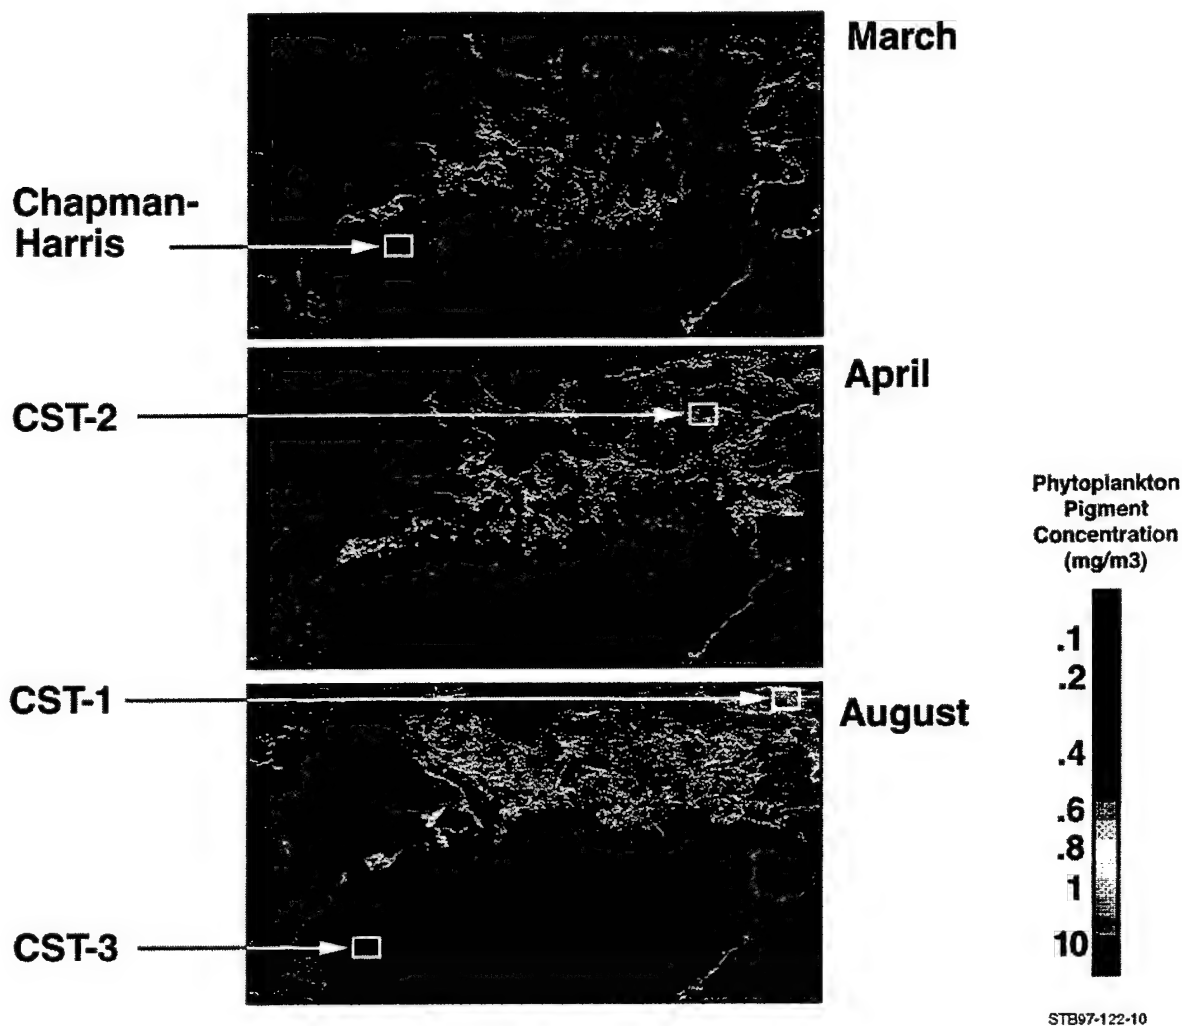 March
Chapman-
Harris
April
CST-2
CST-1
August
CST-3
Phytoplankton
Pigment
Concentration
(mg/m3)
.1
.2
.4
.6
.8
1
10
STB97-122-10